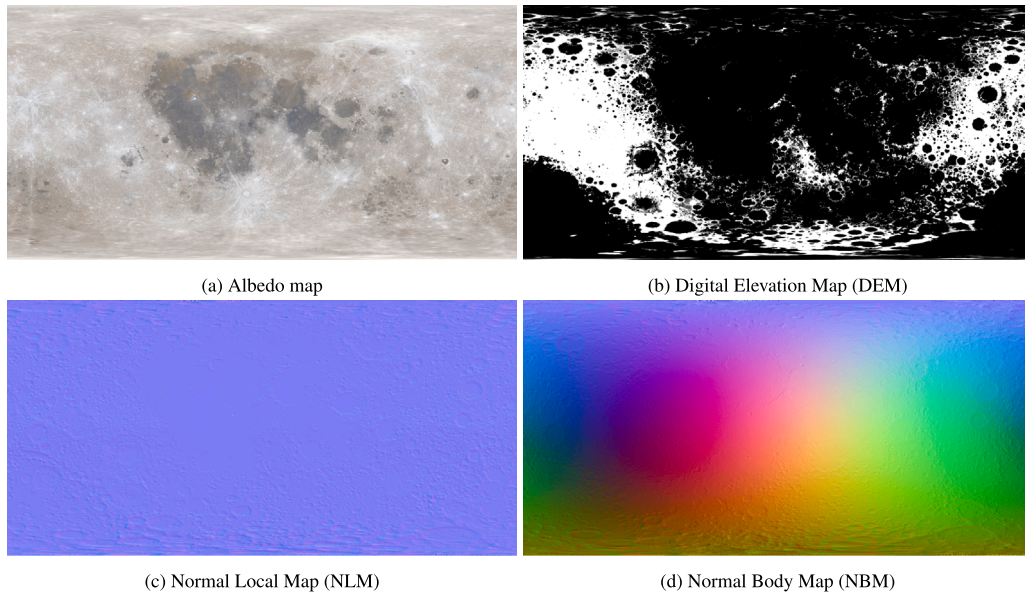 (a) Albedo map
(b) Digital Elevation Map (DEM)
(c) Normal Local Map (NLM)
(d) Normal Body Map (NBM)